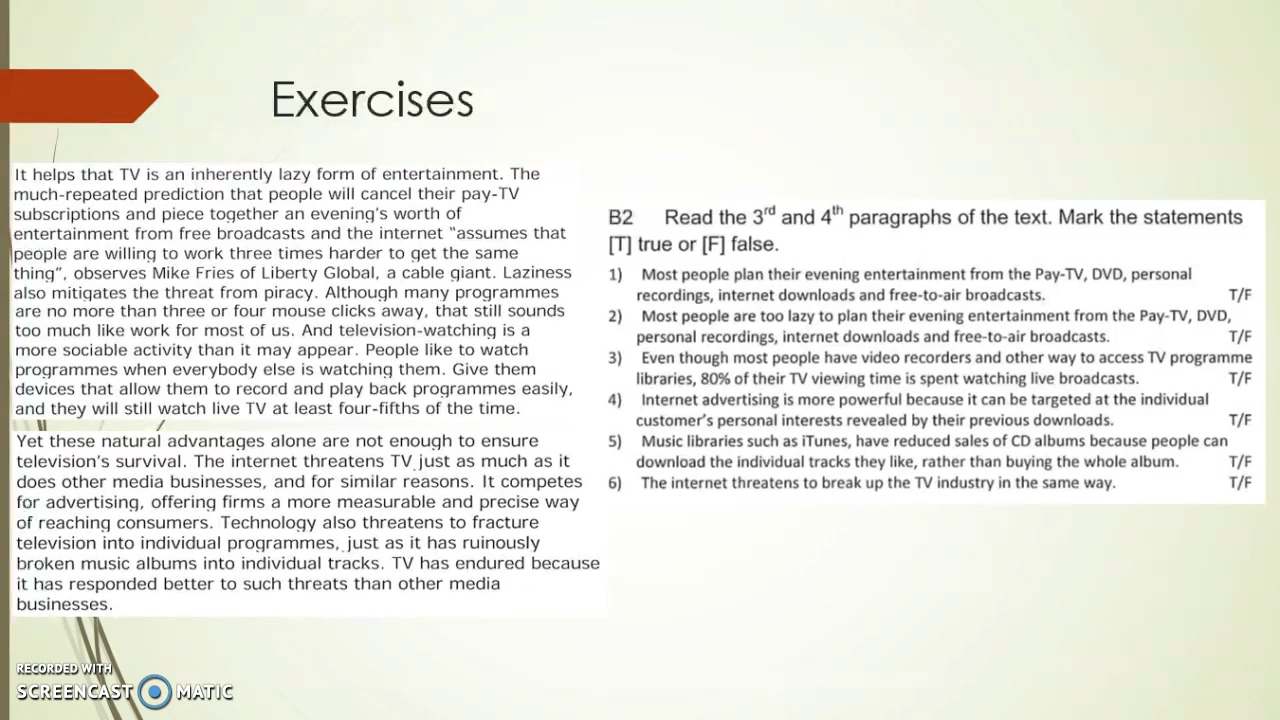 Exercises
It helps that TV is an inherently lazy form of entertainment. The
much-repeated prediction that people will cancel their pay-TV
subscriptions and piece together an evening's worth of
entertainment from free broadcasts and the internet "assumes that
people are willing to work three times harder to get the same
thing", observes Mike Fries of Liberty Global, a cable giant. Laziness
also mitigates the threat from piracy. Although many programmes
are no more than three or four mouse clicks away, that still sounds
too much like work for most of us. And television-watching is a
more sociable activity than it may appear. People like to watch
programmes when everybody else is watching them. Give them
devices that allow them to record and play back programmes easily,
and they will still watch live TV at least four-fifths of the time.
Yet these natural advantages alone are not enough to ensure
television's survival. The internet threatens TV just as much as it
does other media businesses, and for similar reasons. It competes
for advertising, offering firms a more measurable and precise way
of reaching consumers. Technology also threatens to fracture
television into individual programmes, just as it has ruinously
broken music albums into individual tracks. TV has endured because
it has responded better to such threats than other media
businesses.
B2 Read the 3rd and 4th paragraphs of the text. Mark the statements
[T] true or [F] false.
1) Most people plan their evening entertainment from the Pay-TV, DVD, personal
recordings, internet downloads and free-to-air broadcasts. T/F
2) Most people are too lazy to plan their evening entertainment from the Pay-TV, DVD,
personal recordings, internet downloads and free-to-air broadcasts. T/F
3) Even though most people have video recorders and other way to access TV programme
libraries, 80% of their TV viewing time is spent watching live broadcasts. T/F
4) Internet advertising is more powerful because it can be targeted at the individual
customer's personal interests revealed by their previous downloads. T/F
5) Music libraries such as iTunes, have reduced sales of CD albums because people can
download the individual tracks they like, rather than buying the whole album. T/F
6) The internet threatens to break up the TV industry in the same way. T/F
RECORDED WITH
SCREENCAST MATIC